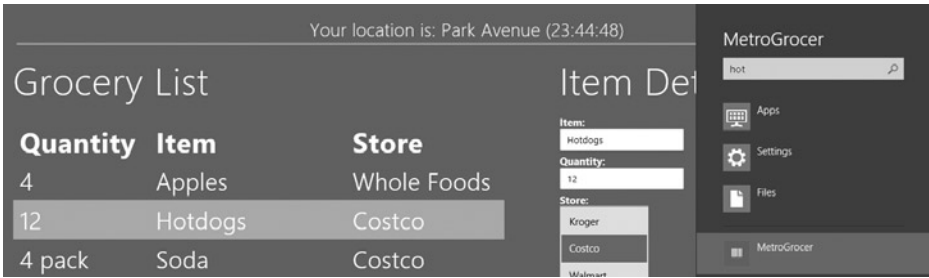 Your location is: Park Avenue (23:44:48)
Grocery List
Quantity Item Store
4 Apples Whole Foods
12 Hotdogs Costco
4 pack Soda Costco
Item Det
Item:
Hotdogs
Quantity:
12
Store:
Kroger
Costco
Walmart
MetroGrocer
hot
Apps
Settings
Files
MetroGrocer